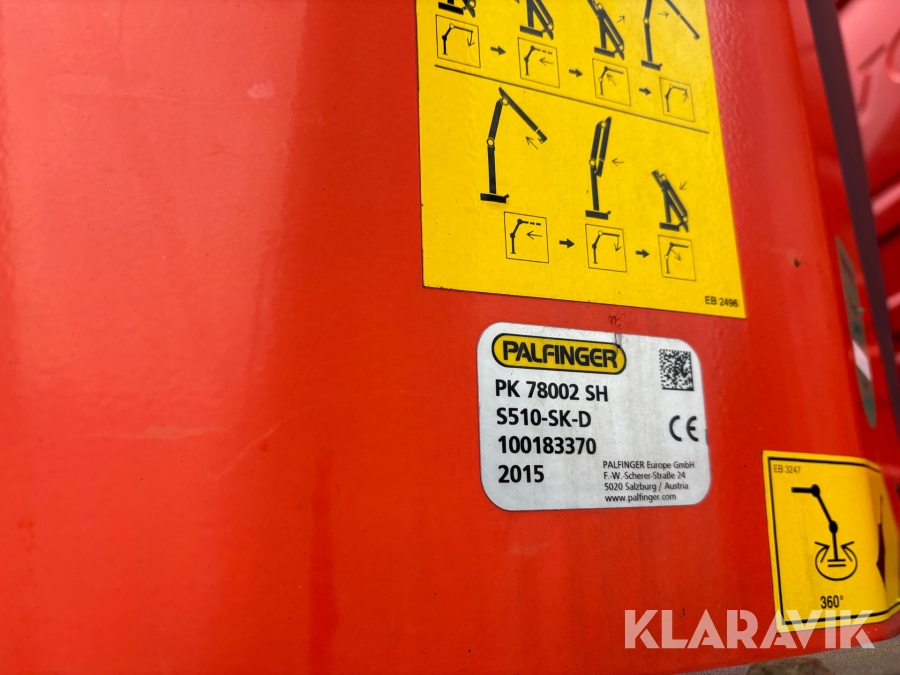 EB 2496
PALFINGER
PK 78002 SH
S510-SK-D
100183370
2015
PALFINGER Europe GmbH
F.-W.-Scherer-Straße 24
5020 Salzburg / Austria
www.palfinger.com
CE
EB 3247
360°
KLARAVIK